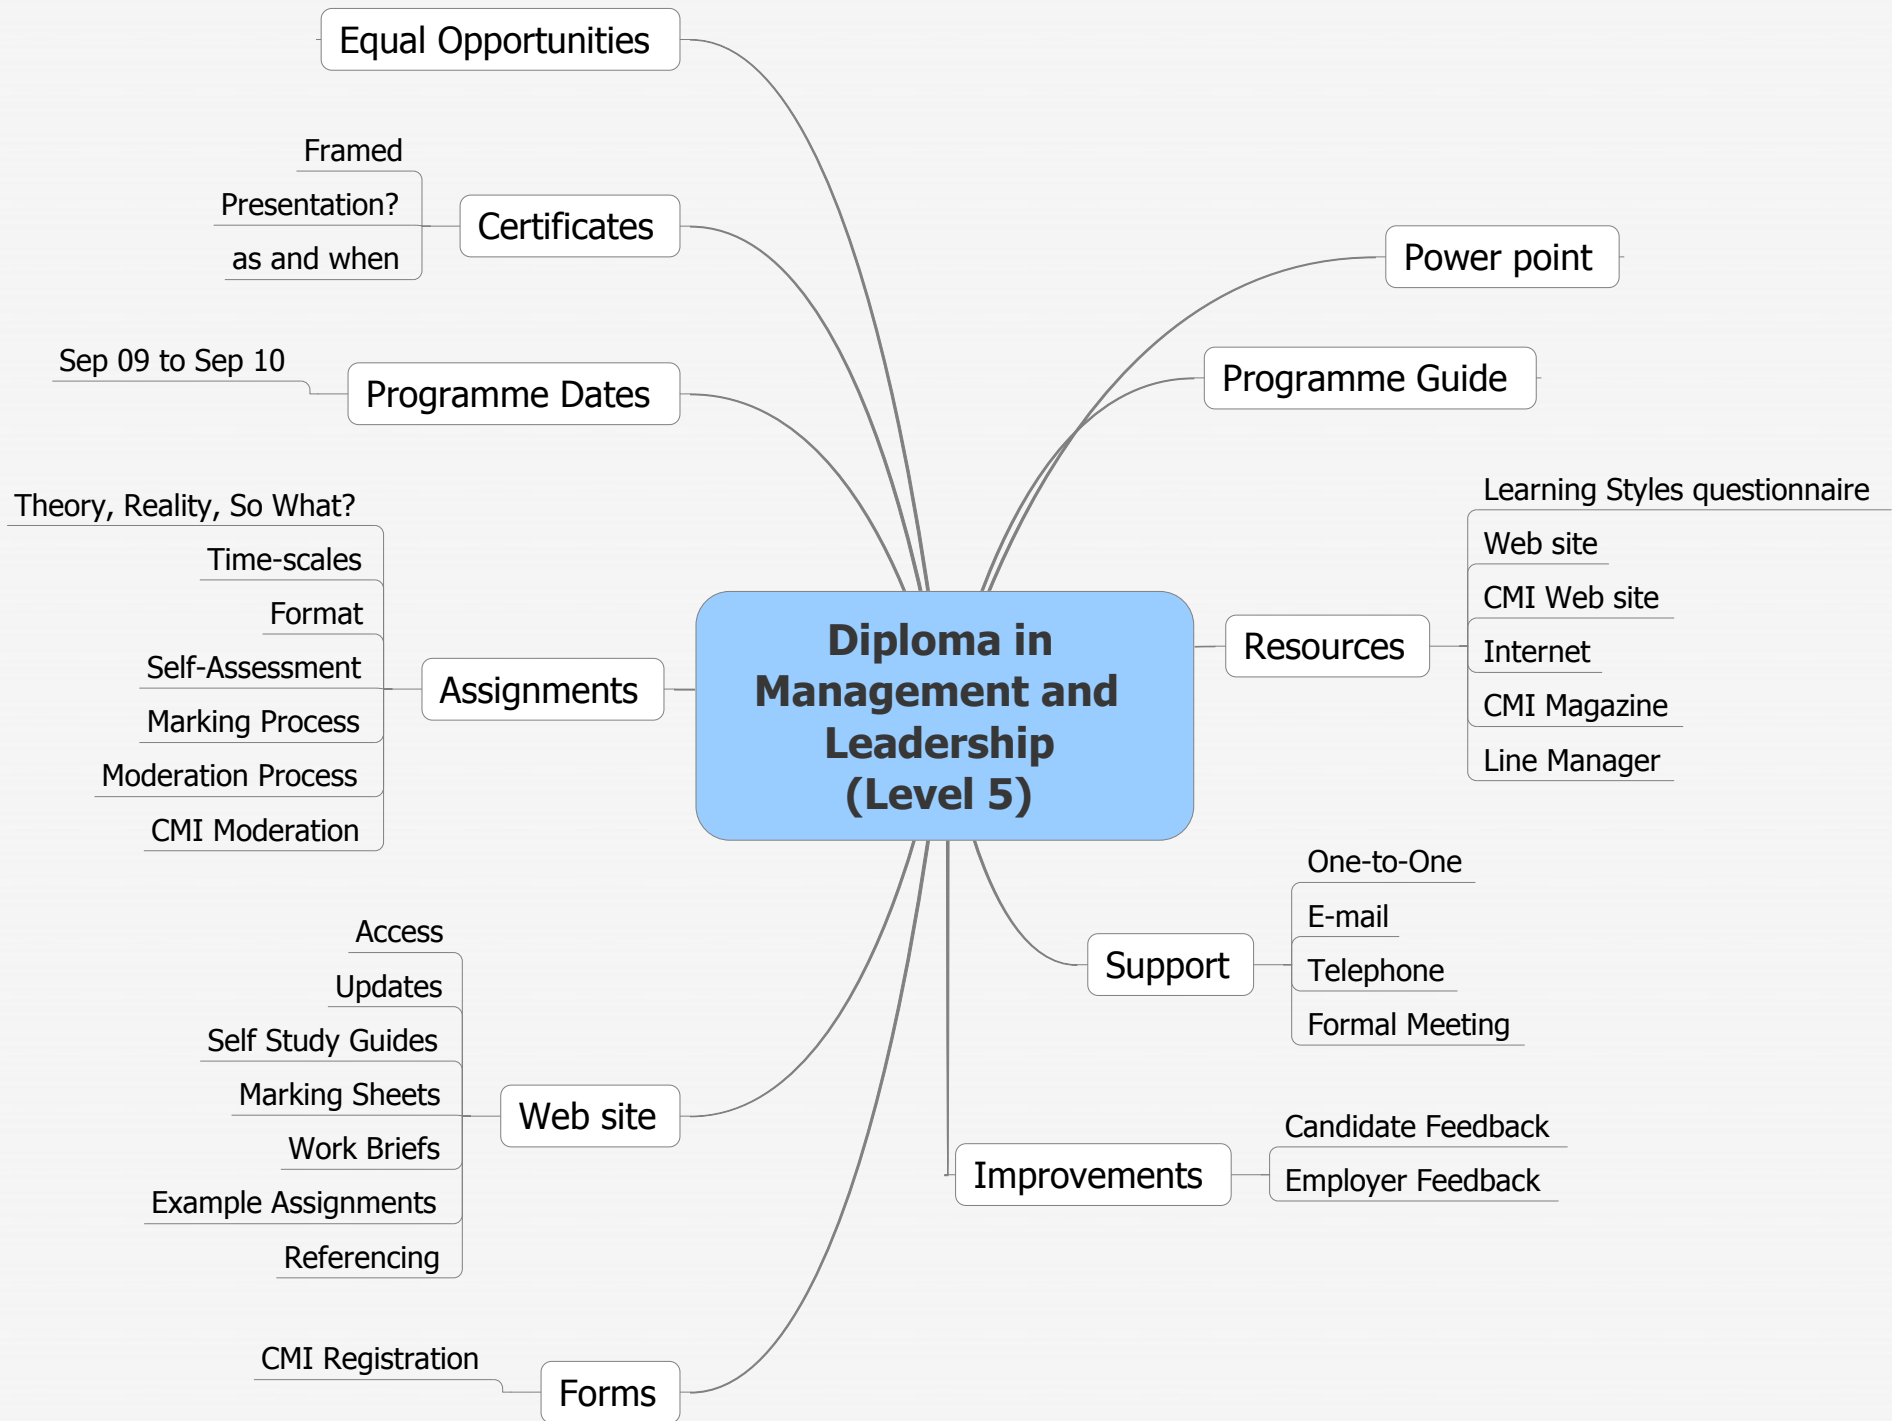 Diploma in
Management and
Leadership
(Level 5)
Power point
Programme Guide
Resources
Learning Styles questionnaire
Web site
CMI Web site
Internet
CMI Magazine
Line Manager
Support
One-to-One
E-mail
Telephone
Formal Meeting
Improvements
Candidate Feedback
Employer Feedback
Equal Opportunities
Certificates
Framed
Presentation?
as and when
Programme Dates
Sep 09 to Sep 10
Assignments
Theory, Reality, So What?
Time-scales
Format
Self-Assessment
Marking Process
Moderation Process
CMI Moderation
Web site
Access
Updates
Self Study Guides
Marking Sheets
Work Briefs
Example Assignments
Referencing
Forms
CMI Registration